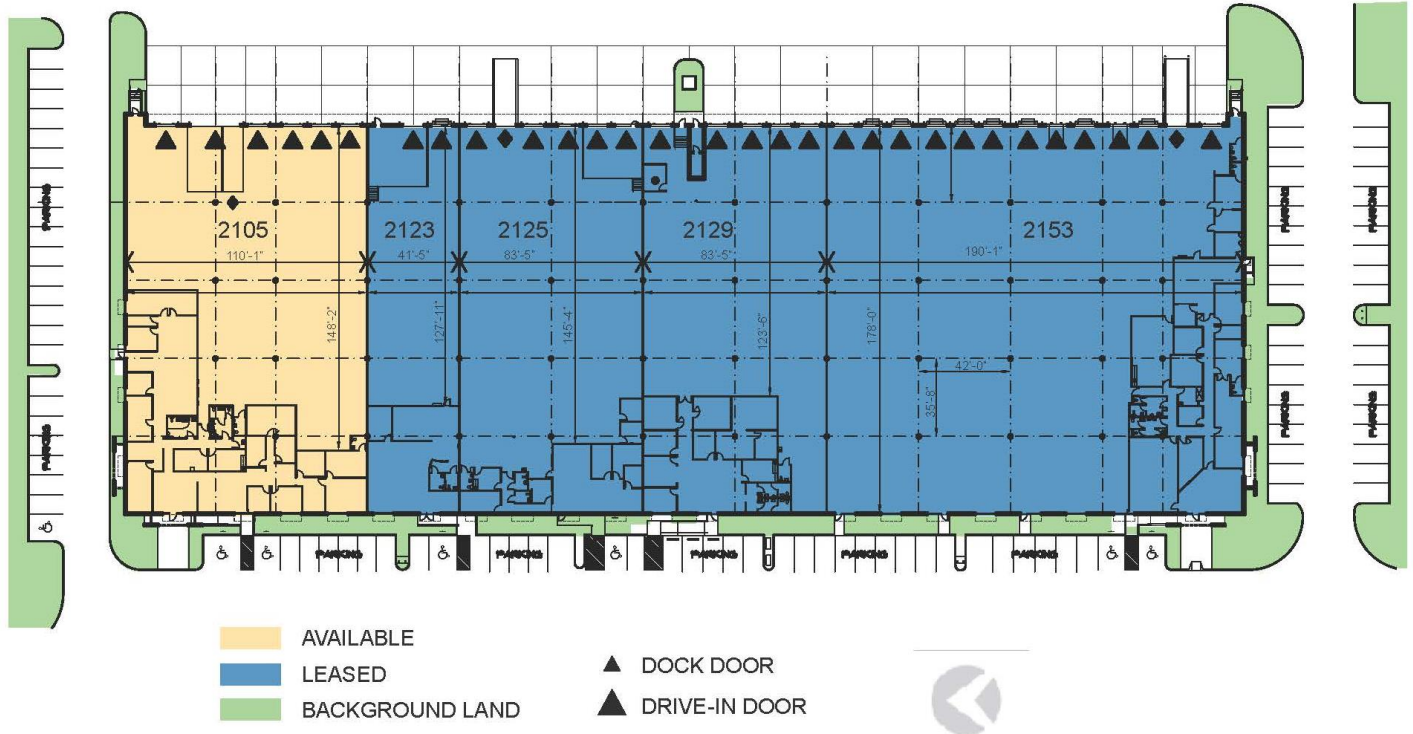 2105
2123
2125
2129
2153
110'-1"
41'-5"
83'-5"
83'-5"
190'-1"
148'-2"
127'-11"
145'-4"
123'-6"
178'-0"
42'-0"
35'-8"
PARKING
PARKING
PARKING
PARKING
PARKING
PARKING
PARKING
PARKING
PARKING
PARKING
PARKING
AVAILABLE
LEASED
BACKGROUND LAND
DOCK DOOR
DRIVE-IN DOOR